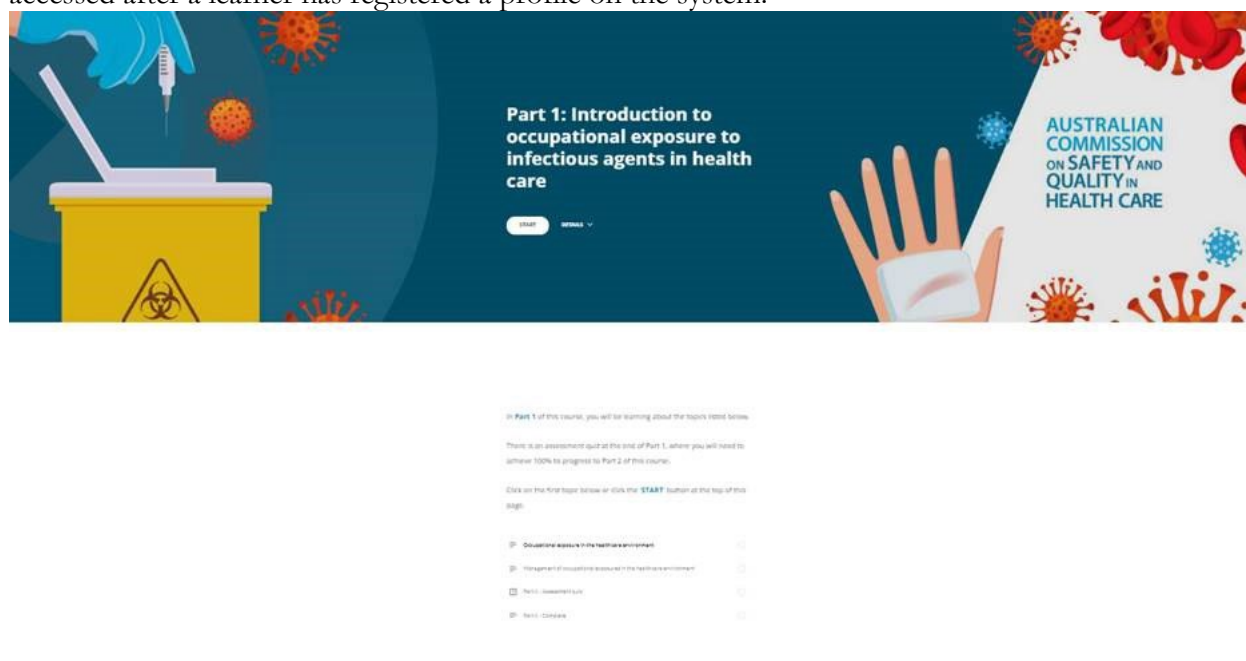 accessed after a learner has registered a profile on the system.
Part 1: Introduction to
occupational exposure to
infectious agents in health
care
START DETAILS
AUSTRALIAN
COMMISSION
ON SAFETY AND
QUALITY IN
HEALTH CARE
In Part 1 of this course, you will be learning about the topics listed below.
There is an assessment quiz at the end of Part 1, where you will need to
achieve 100% to progress to Part 2 of this course.
Click on the first topic below or click the START button at the top of this
page.
Occupational exposure in the healthcare environment
Management of occupational exposures in the healthcare environment
Part 1 - Assessment quiz
Part 1 - Complete